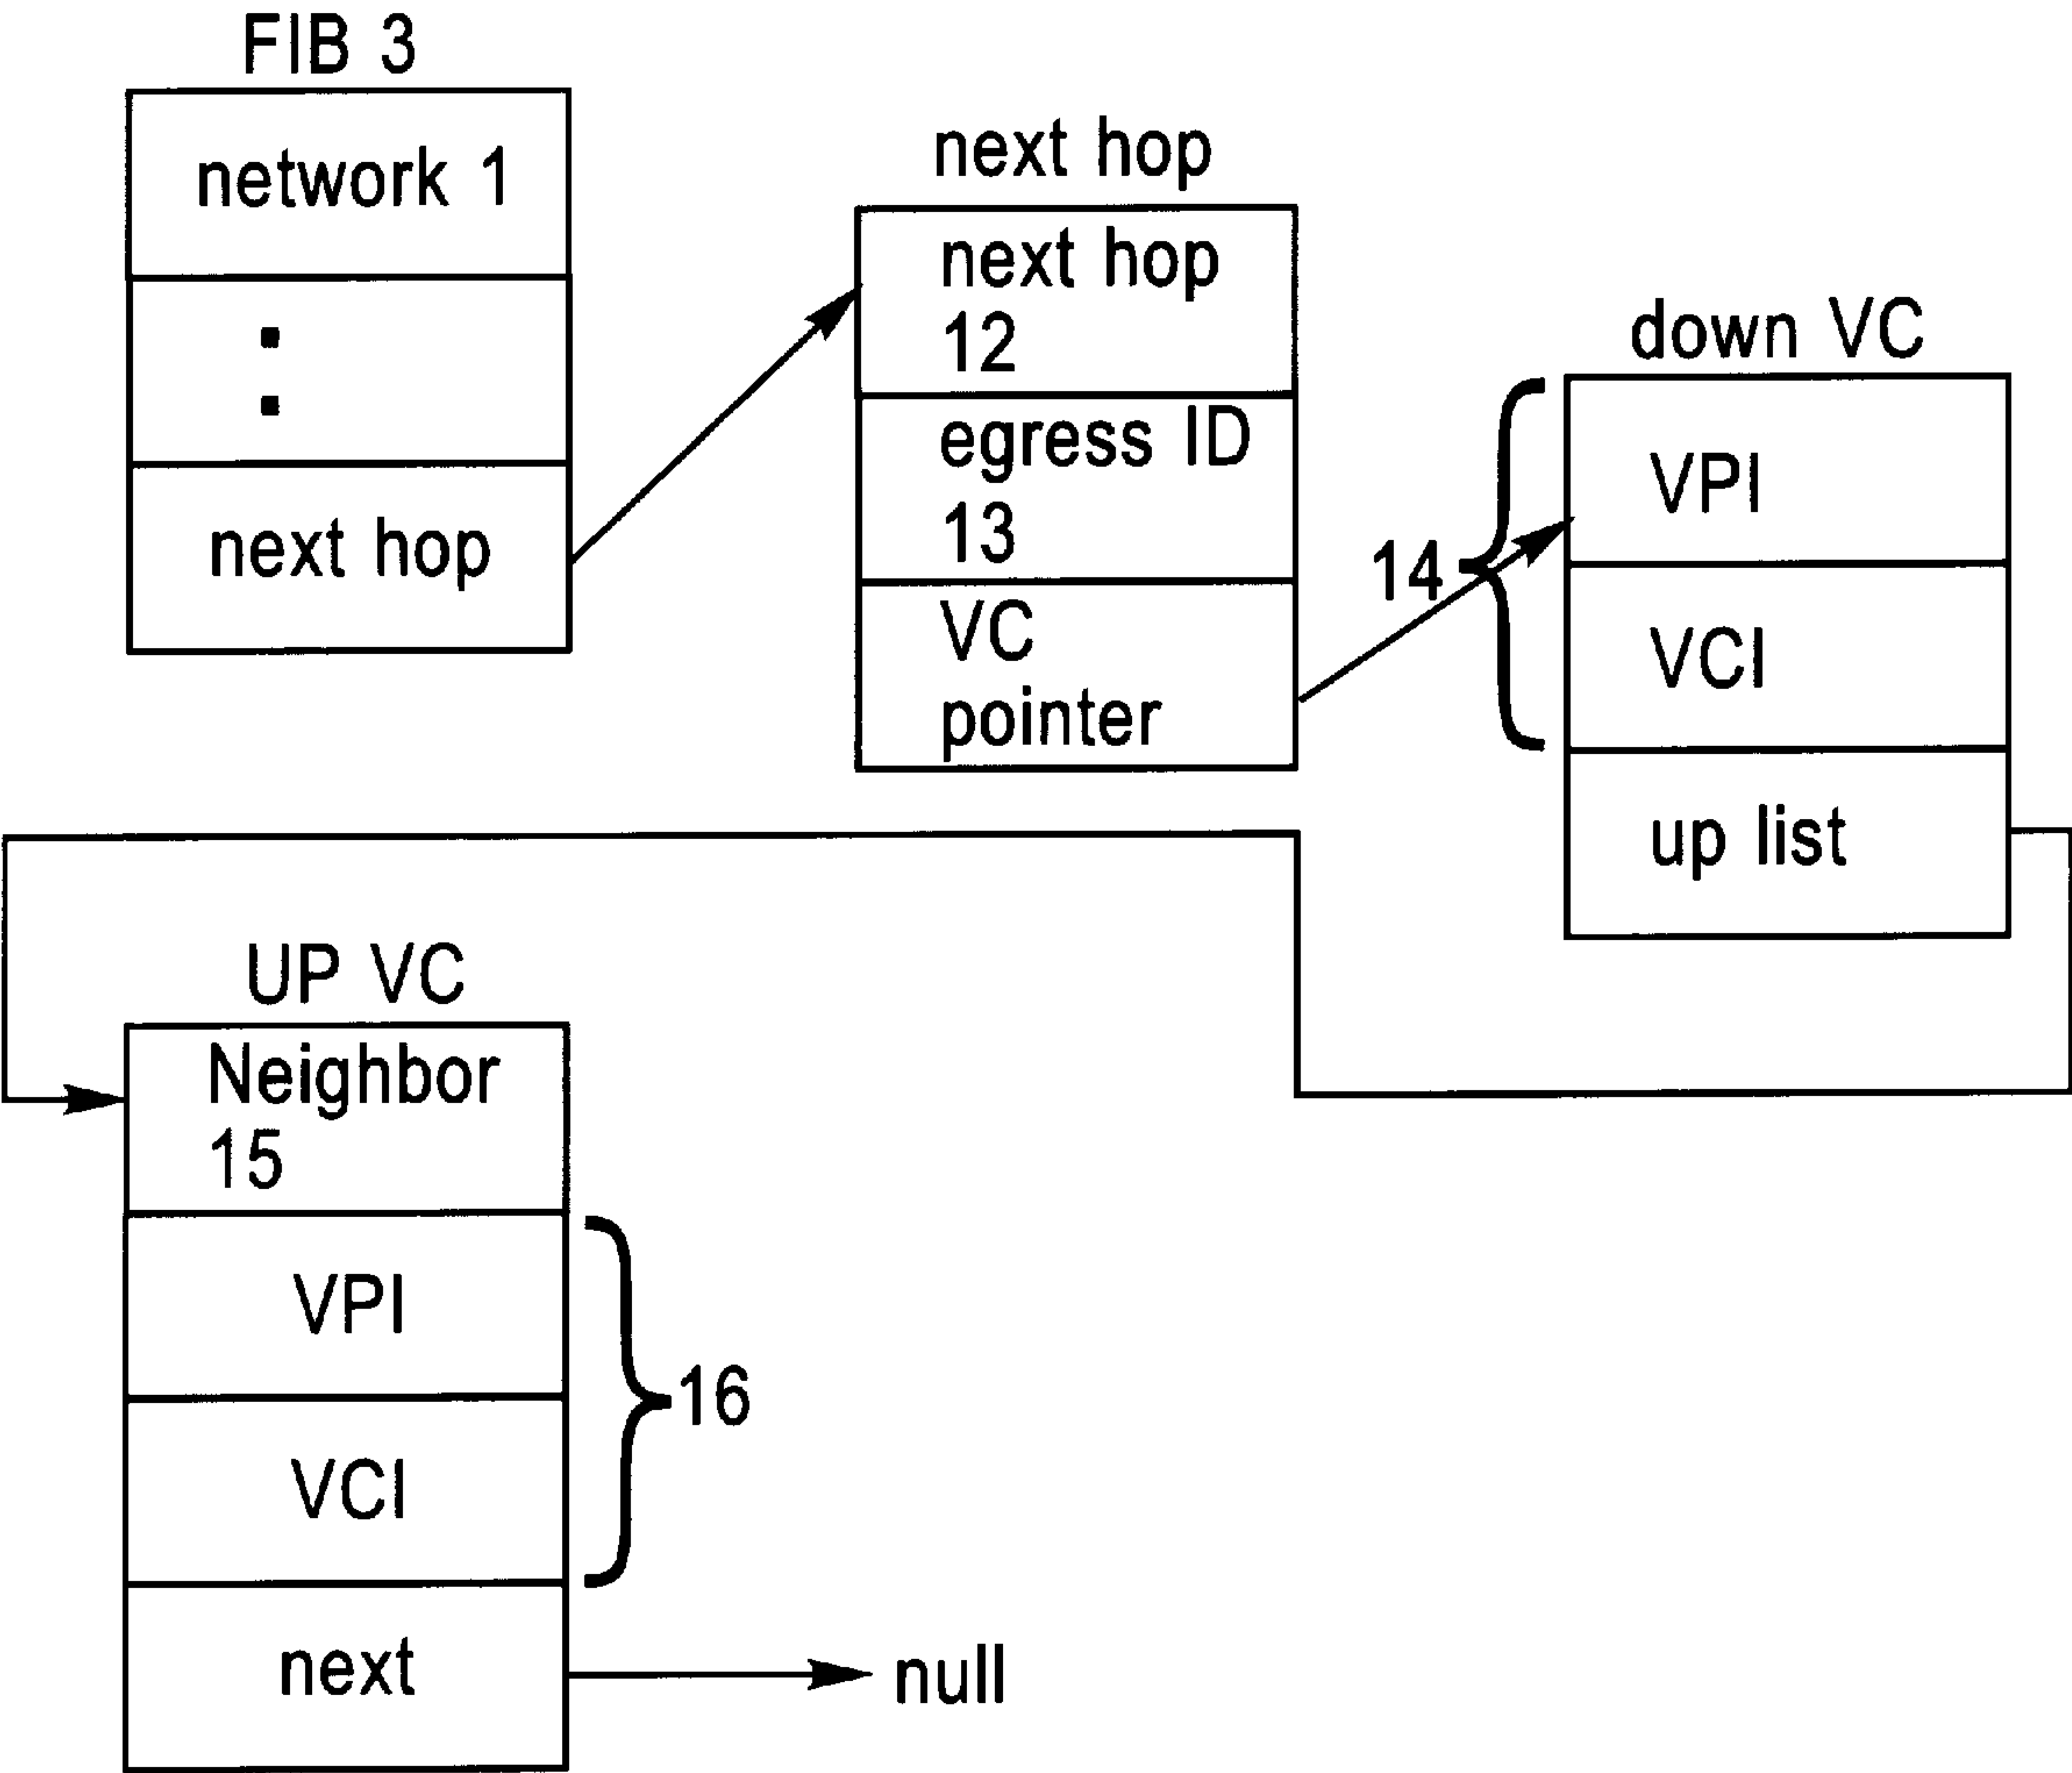 FIB 3
network 1
:
next hop
next hop
next hop
12
egress ID
13
VC
pointer
down VC
14
VPI
VCI
up list
UP VC
Neighbor
15
VPI
VCI
16
next
null